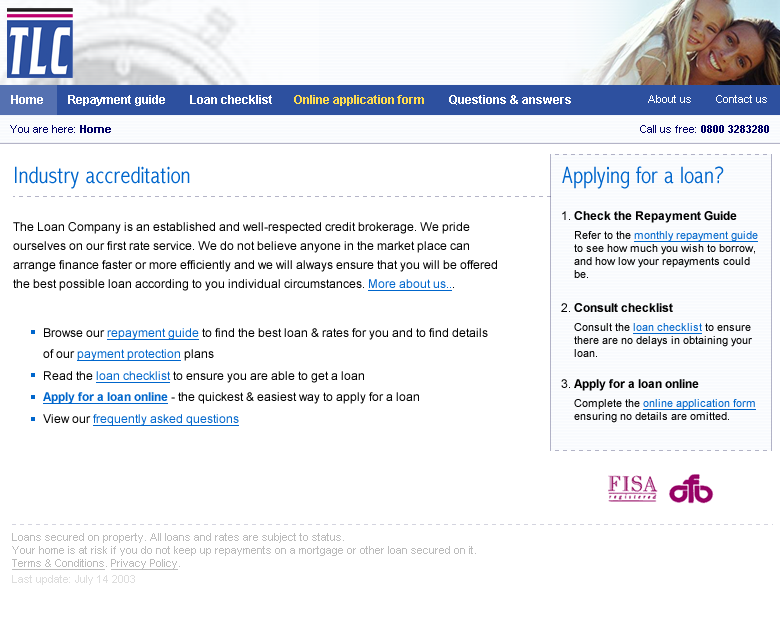 TLC
Home Repayment guide Loan checklist Online application form Questions & answers About us Contact us
You are here: Home
Call us free: 0800 3283280
Industry accreditation
The Loan Company is an established and well-respected credit brokerage. We pride
ourselves on our first rate service. We do not believe anyone in the market place can
arrange finance faster or more efficiently and we will always ensure that you will be offered
the best possible loan according to you individual circumstances. More about us...
Browse our repayment guide to find the best loan & rates for you and to find details
of our payment protection plans
Read the loan checklist to ensure you are able to get a loan
Apply for a loan online - the quickest & easiest way to apply for a loan
View our frequently asked questions
Applying for a loan?
1. Check the Repayment Guide
Refer to the monthly repayment guide
to see how much you wish to borrow,
and how low your repayments could
be.
2. Consult checklist
Consult the loan checklist to ensure
there are no delays in obtaining your
loan.
3. Apply for a loan online
Complete the online application form
ensuring no details are omitted.
FISA
registered
afb
Loans secured on property. All loans and rates are subject to status.
Your home is at risk if you do not keep up repayments on a mortgage or other loan secured on it.
Terms & Conditions. Privacy Policy.
Last update: July 14 2003